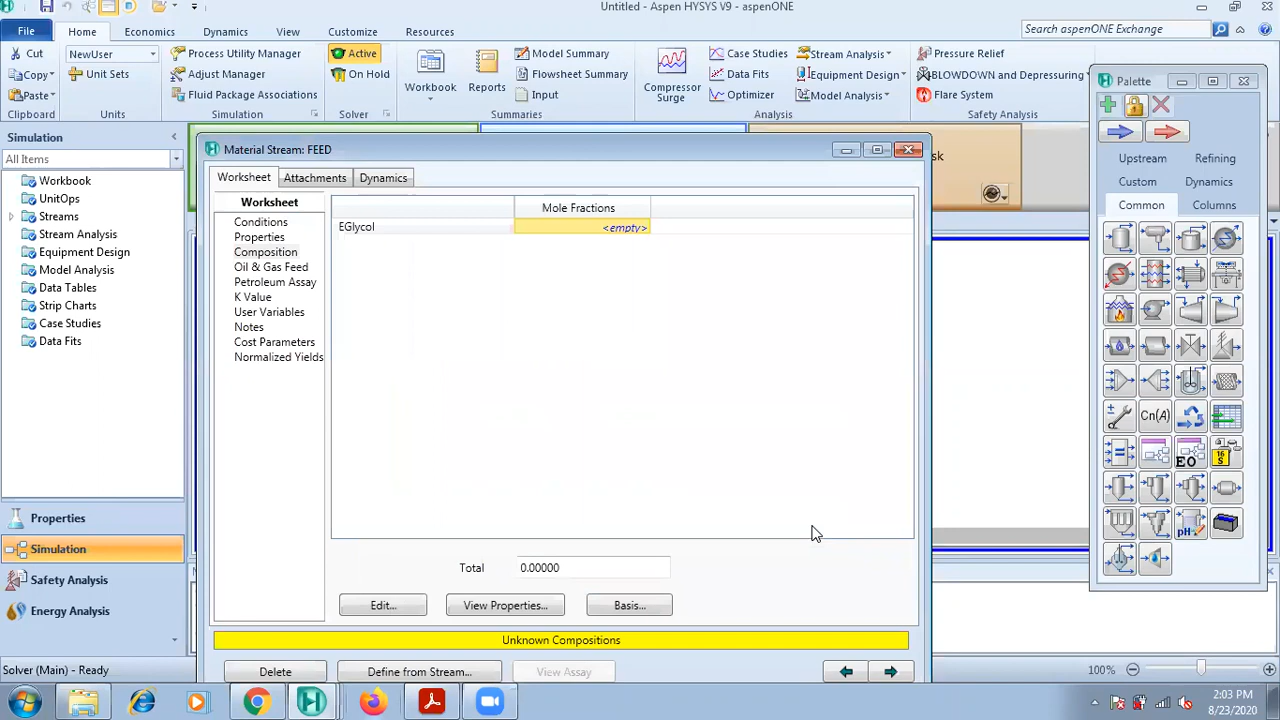 Untitled - Aspen HYSYS V9 - aspenONE
File
Home
Economics
Dynamics
View
Customize
Resources
Search aspenONE Exchange
Cut
Copy
Paste
Clipboard
NewUser
Unit Sets
Units
Process Utility Manager
Adjust Manager
Fluid Package Associations
Simulation
Active
On Hold
Solver
Workbook
Reports
Model Summary
Flowsheet Summary
Input
Summaries
Compressor
Surge
Case Studies
Data Fits
Optimizer
Stream Analysis
Equipment Design
Model Analysis
Analysis
Pressure Relief
BLOWDOWN and Depressuring
Flare System
Safety Analysis
Simulation
All Items
Workbook
UnitOps
Streams
Stream Analysis
Equipment Design
Model Analysis
Data Tables
Strip Charts
Case Studies
Data Fits
Properties
Simulation
Safety Analysis
Energy Analysis
Solver (Main) - Ready
Material Stream: FEED
Worksheet
Attachments
Dynamics
Worksheet
Conditions
Properties
Composition
Oil & Gas Feed
Petroleum Assay
K Value
User Variables
Notes
Cost Parameters
Normalized Yields
Mole Fractions
EGlycol
<empty>
Total
0.00000
Edit...
View Properties...
Basis...
Unknown Compositions
Delete
Define from Stream...
View Assay
sk
Palette
Upstream
Refining
Custom
Dynamics
Common
Columns
Cn(A)
EO
16
S
pH
100%
2:03 PM
8/23/2020